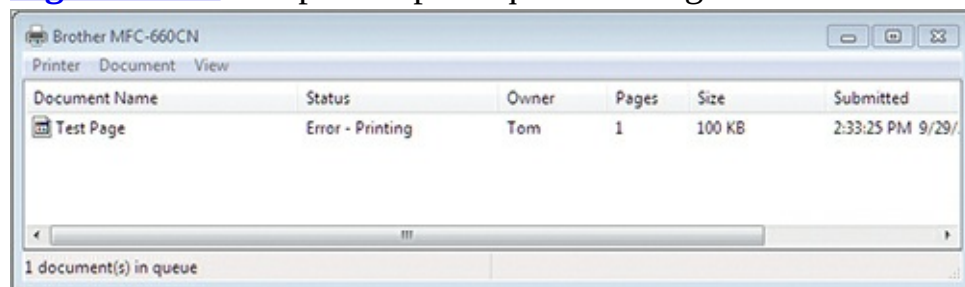 Brother MFC-660CN
Printer Document View
Document Name Status Owner Pages Size Submitted
Test Page Error - Printing Tom 1 100 KB 2:33:25 PM 9/29/
1 document(s) in queue